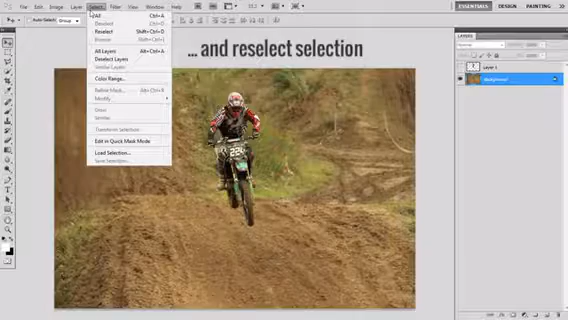 File Edit Image Layer Select Filter View Window Help
ESSENTIALS DESIGN PAINTING
Auto-Select: Group
... and reselect selection
All Ctrl+A
Deselect Ctrl+D
Reselect Shift+Ctrl+D
All Layers Alt+Ctrl+A
Deselect Layers
Similar Layers
Color Range...
Refine Mask... Alt+Ctrl+R
Modify
Grow
Similar
Transform Selection
Edit in Quick Mask Mode
Load Selection...
Save Selection...
LAYERS
Layer 1
Background
224